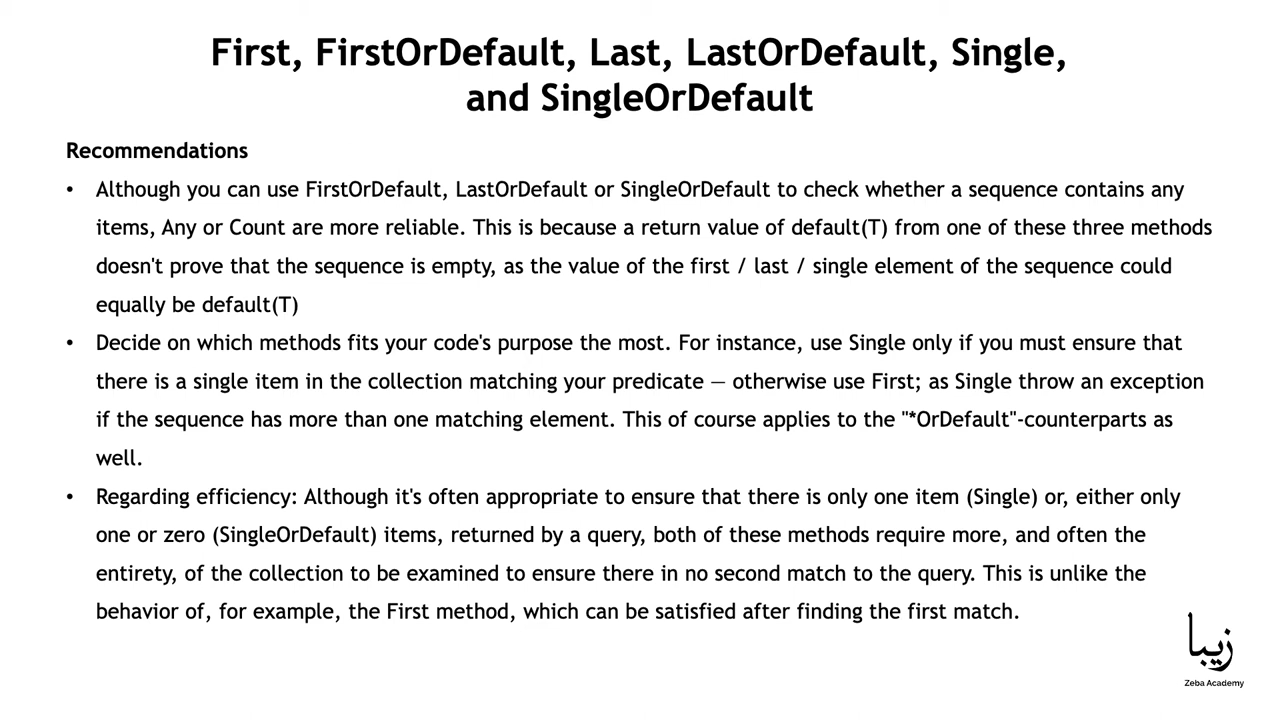 First, FirstOrDefault, Last, LastOrDefault, Single,
and SingleOrDefault
Recommendations
• Although you can use FirstOrDefault, LastOrDefault or SingleOrDefault to check whether a sequence contains any
items, Any or Count are more reliable. This is because a return value of default(T) from one of these three methods
doesn't prove that the sequence is empty, as the value of the first / last / single element of the sequence could
equally be default(T)
• Decide on which methods fits your code's purpose the most. For instance, use Single only if you must ensure that
there is a single item in the collection matching your predicate — otherwise use First; as Single throw an exception
if the sequence has more than one matching element. This of course applies to the "*OrDefault"-counterparts as
well.
• Regarding efficiency: Although it's often appropriate to ensure that there is only one item (Single) or, either only
one or zero (SingleOrDefault) items, returned by a query, both of these methods require more, and often the
entirety, of the collection to be examined to ensure there in no second match to the query. This is unlike the
behavior of, for example, the First method, which can be satisfied after finding the first match.
زيبا
Zeba Academy